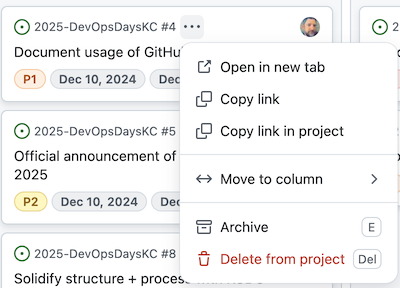 2025-DevOpsDaysKC #4
Document usage of GitHu
P1
Dec 10, 2024
Dec
2025-DevOpsDaysKC #5
Official announcement of
2025
P2
Dec 10, 2024
Dec
2025-DevOpsDaysKC #8
Solidify structure + process
2025
Open in new tab
Copy link
Copy link in project
Move to column
Archive
E
Delete from project
Del